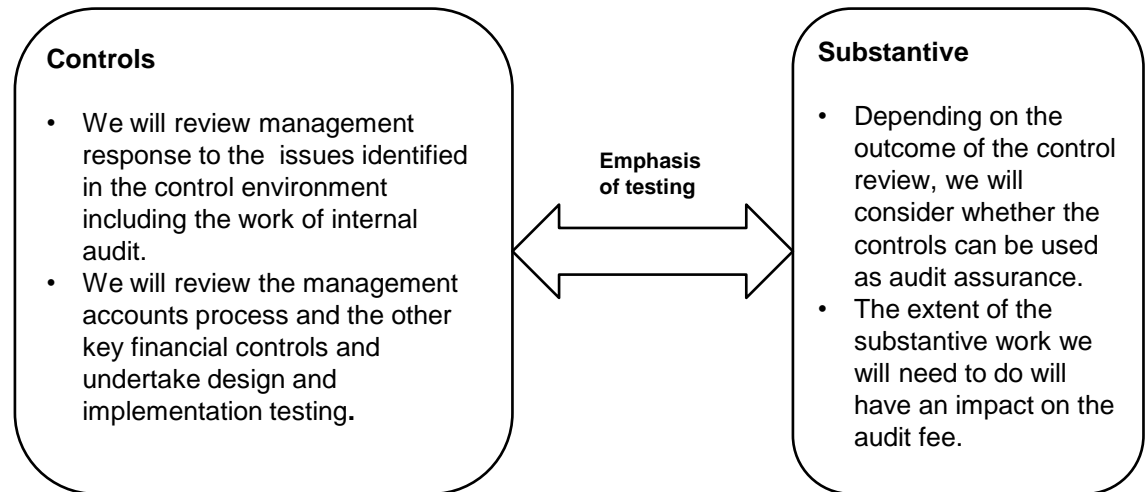 Controls
• We will review management
response to the  issues identified
in the control environment
including the work of internal
audit.
• We will review the management
accounts process and the other
key financial controls and
undertake design and
implementation testing.
Emphasis
of testing
Substantive
• Depending on the
outcome of the control
review, we will
consider whether the
controls can be used
as audit assurance.
• The extent of the
substantive work we
will need to do will
have an impact on the
audit fee.